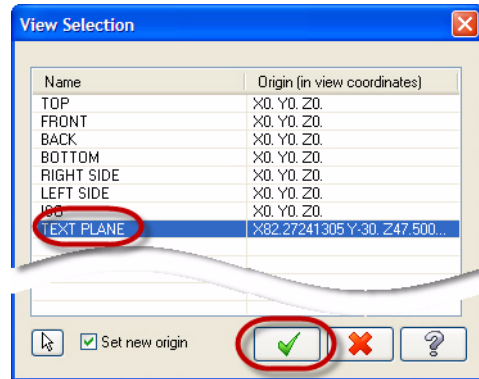 View Selection
Name Origin (in view coordinates)
TOP X0. Y0. Z0.
FRONT X0. Y0. Z0.
BACK X0. Y0. Z0.
BOTTOM X0. Y0. Z0.
RIGHT SIDE X0. Y0. Z0.
LEFT SIDE X0. Y0. Z0.
ISO X0. Y0. Z0.
TEXT PLANE X82.27241305 Y-30. Z47.500...
Set new origin